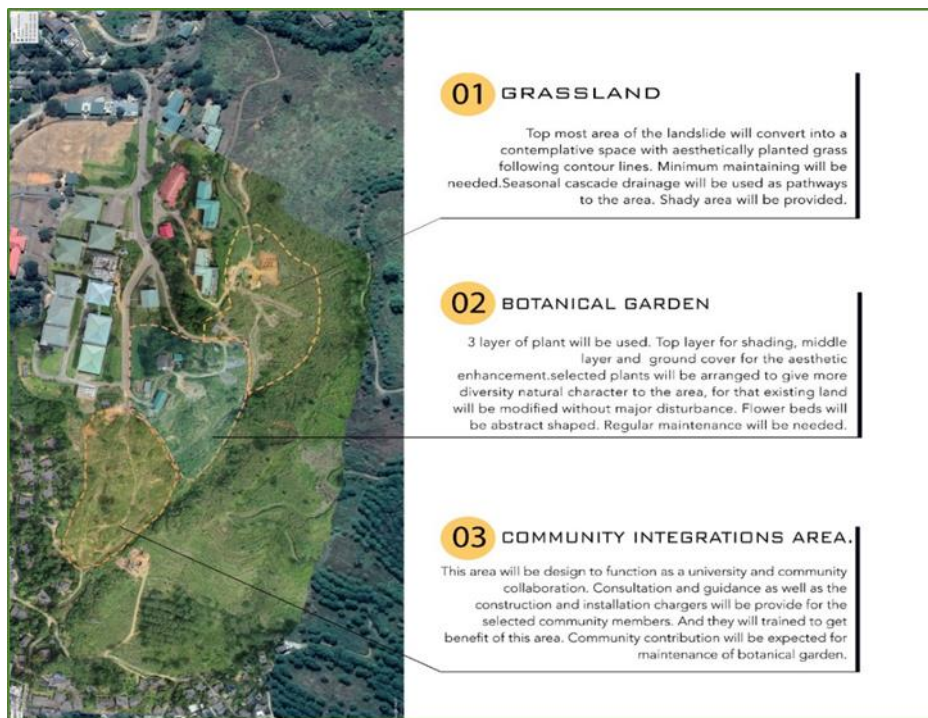 01 GRASSLAND
Top most area of the landslide will convert into a
contemplative space with aesthetically planted grass
following contour lines. Minimum maintaining will be
needed.Seasonal cascade drainage will be used as pathways
to the area. Shady area will be provided.
02 BOTANICAL GARDEN
3 layer of plant will be used. Top layer for shading, middle
layer and ground cover for the aesthetic
enhancement.selected plants will be arranged to give more
diversity natural character to the area, for that existing land
will be modified without major disturbance. Flower beds will
be abstract shaped. Regular maintenance will be needed.
03 COMMUNITY INTEGRATIONS AREA.
This area will be design to function as a university and community
collaboration. Consultation and guidance as well as the
construction and installation chargers will be provide for the
selected community members. And they will trained to get
benefit of this area. Community contribution will be expected for
maintenance of botanical garden.